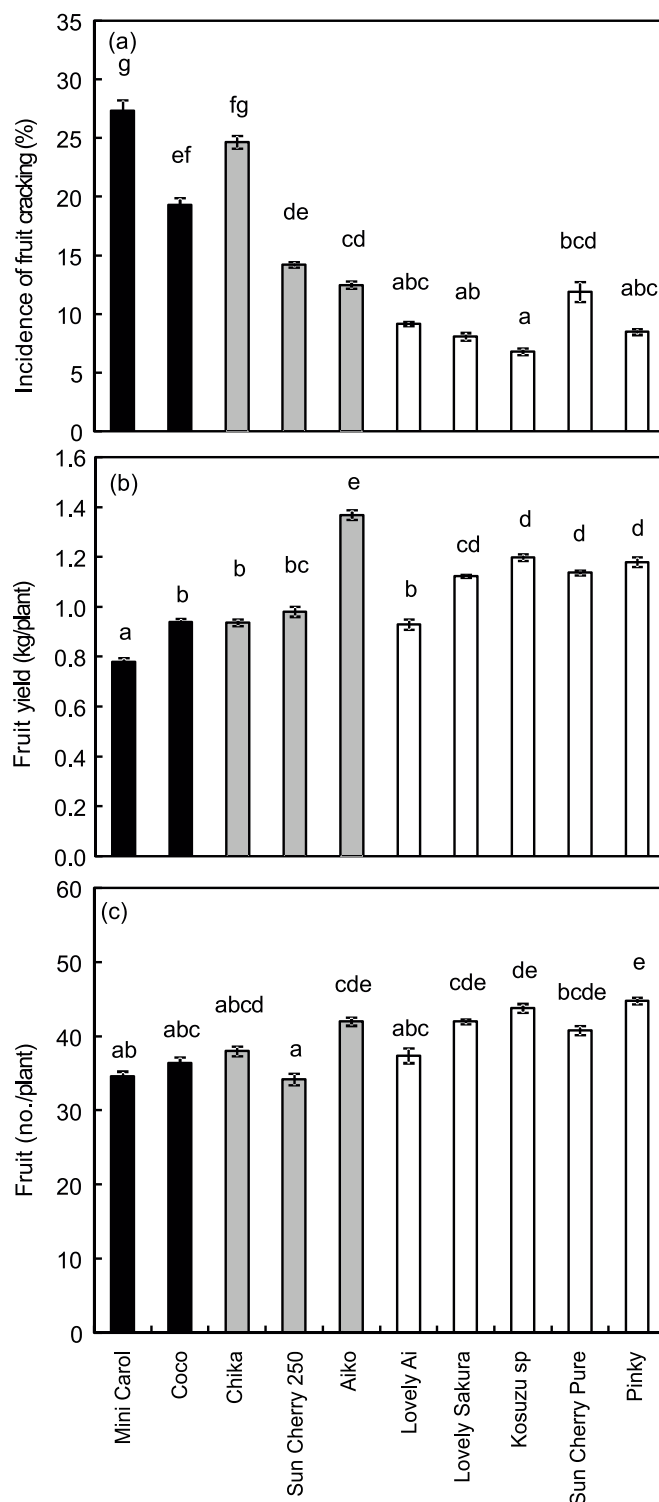 (a)
Incidence of fruit cracking (%)
35
30
25
20
15
10
5
0
g
ef
fg
de
cd
abc
ab
a
bcd
abc
(b)
Fruit yield (kg/plant)
1.6
1.4
1.2
1.0
0.8
0.6
0.4
0.2
0.0
a
b
b
bc
e
b
cd
d
d
d
(c)
Fruit (no./plant)
60
50
40
30
20
10
0
ab
abc
abcd
a
cde
abc
cde
de
bcde
e
Mini Carol
Coco
Chika
Sun Cherry 250
Aiko
Lovely Ai
Lovely Sakura
Kosuzu sp
Sun Cherry Pure
Pinky